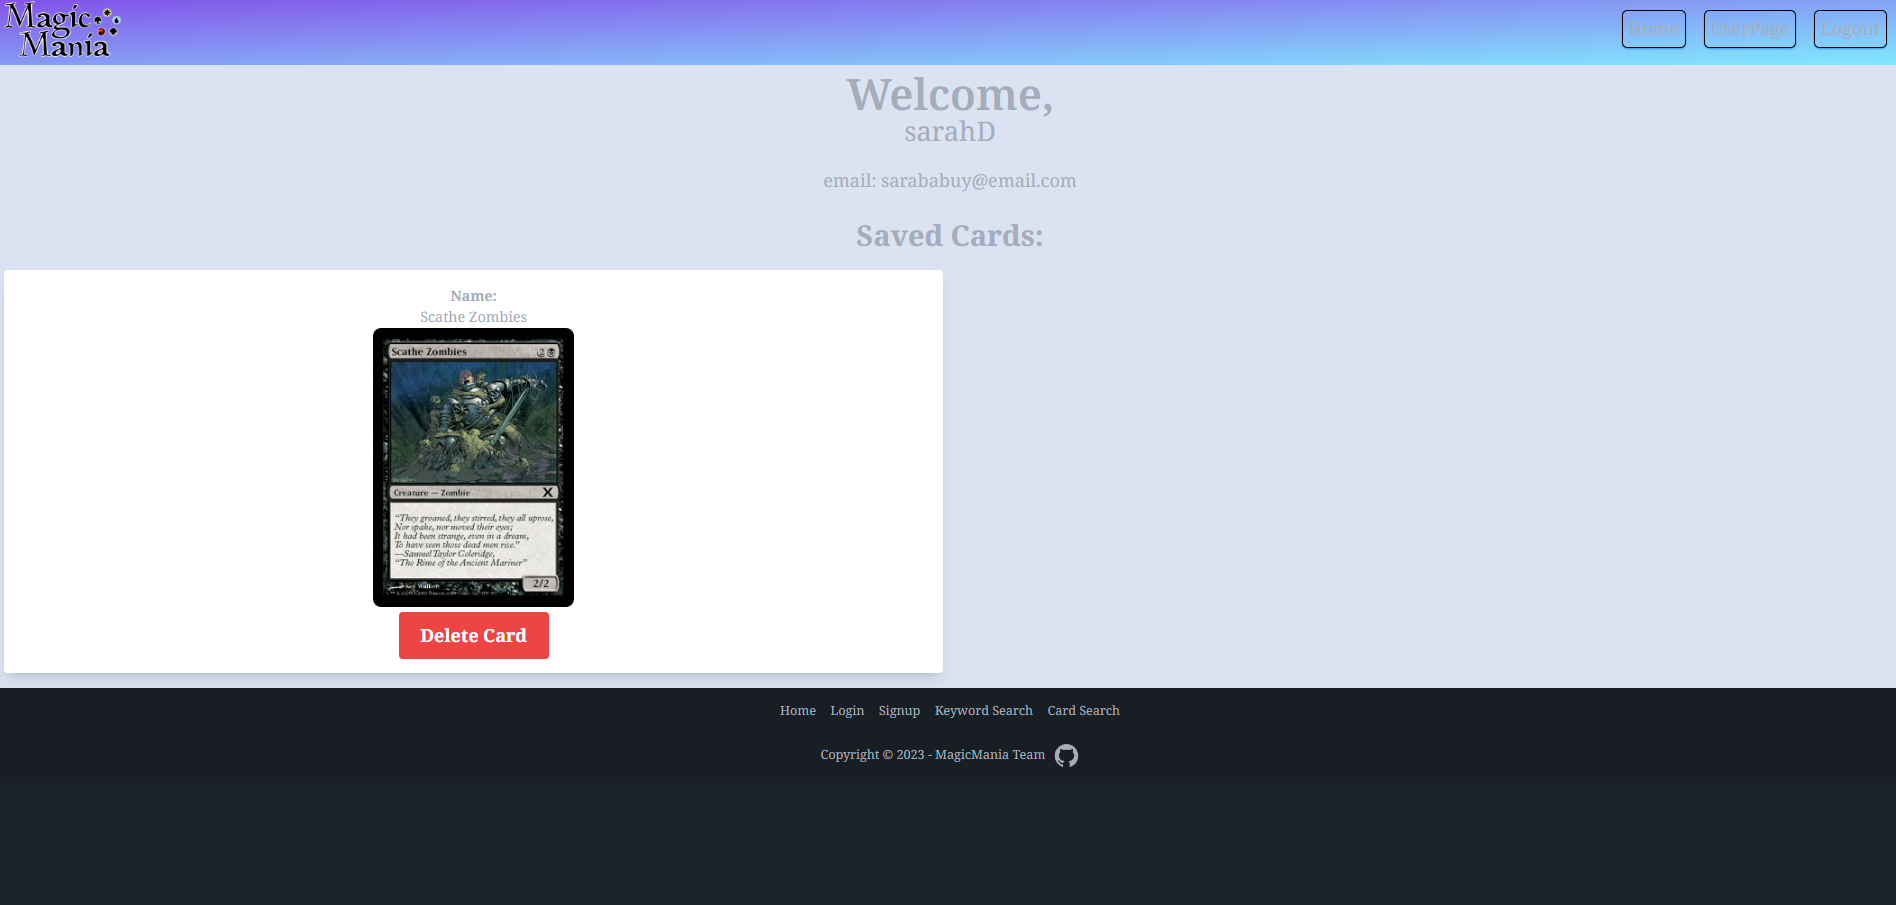 Magic
Mania
Home UserPage Logout
Welcome,
sarahD
email: sarababuy@email.com
Saved Cards:
Name:
Scathe Zombies
Scathe Zombies 2
Creature — Zombie
“They groaned, they stirred, they all uprose,
Nor spake, nor moved their eyes;
It had been strange, even in a dream,
To have seen those dead men rise.”
—Samuel Taylor Coleridge,
“The Rime of the Ancient Mariner”
2/2
Delete Card
Home Login Signup Keyword Search Card Search
Copyright © 2023 - MagicMania Team